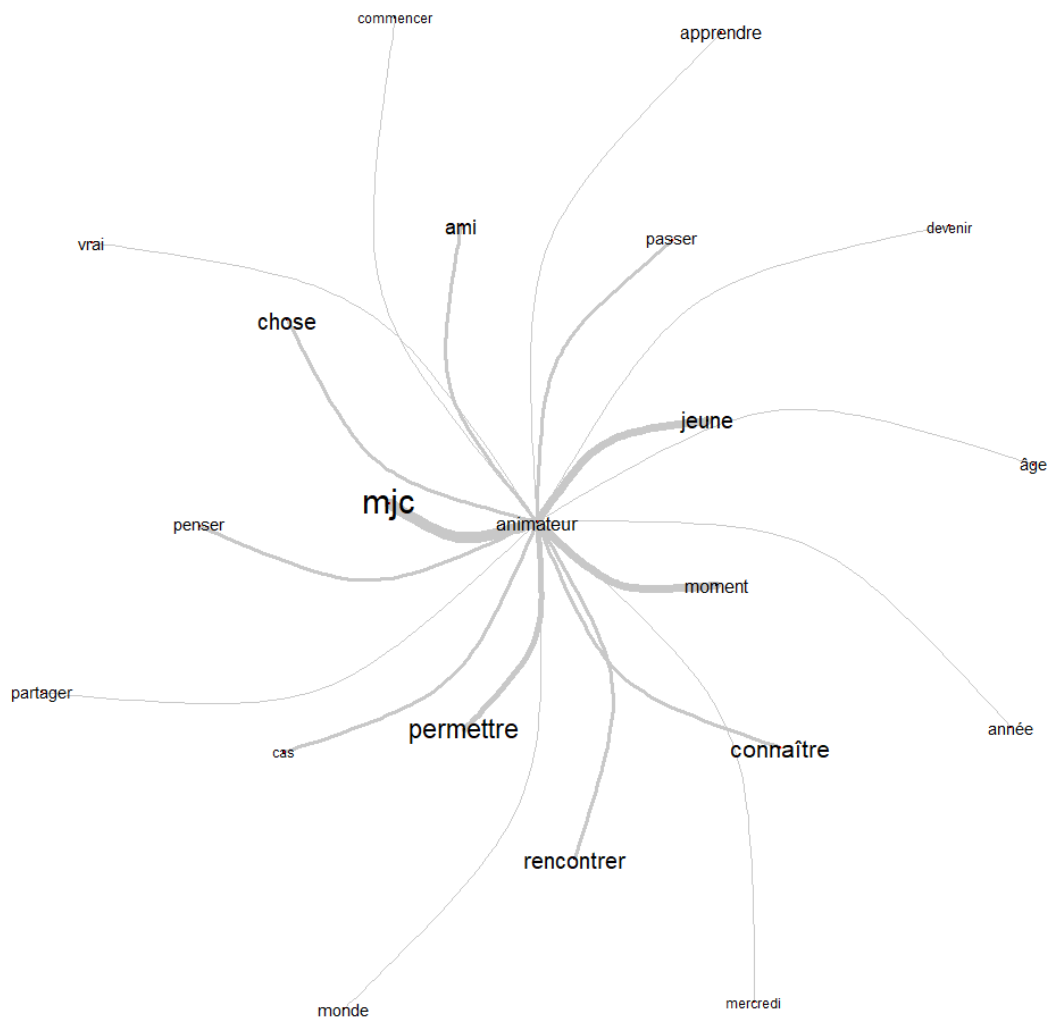 commencer
apprendre
ami
devenir
passer
vrai
chose
jeune
âge
mjc
penser
animateur
moment
partager
permettre
année
cas
connaître
rencontrer
mercredi
monde